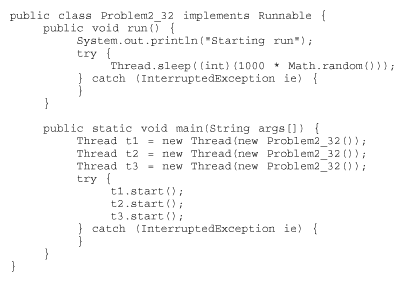 public class Problem2_32 implements Runnable {
public void run() {
System.out.println("Starting run");
try {
Thread.sleep((int)(1000 * Math.random()));
} catch (InterruptedException ie) {
}
}
public static void main(String args[]) {
Thread t1 = new Thread(new Problem2_32());
Thread t2 = new Thread(new Problem2_32());
Thread t3 = new Thread(new Problem2_32());
try {
t1.start();
t2.start();
t3.start();
} catch (InterruptedException ie) {
}
}
}